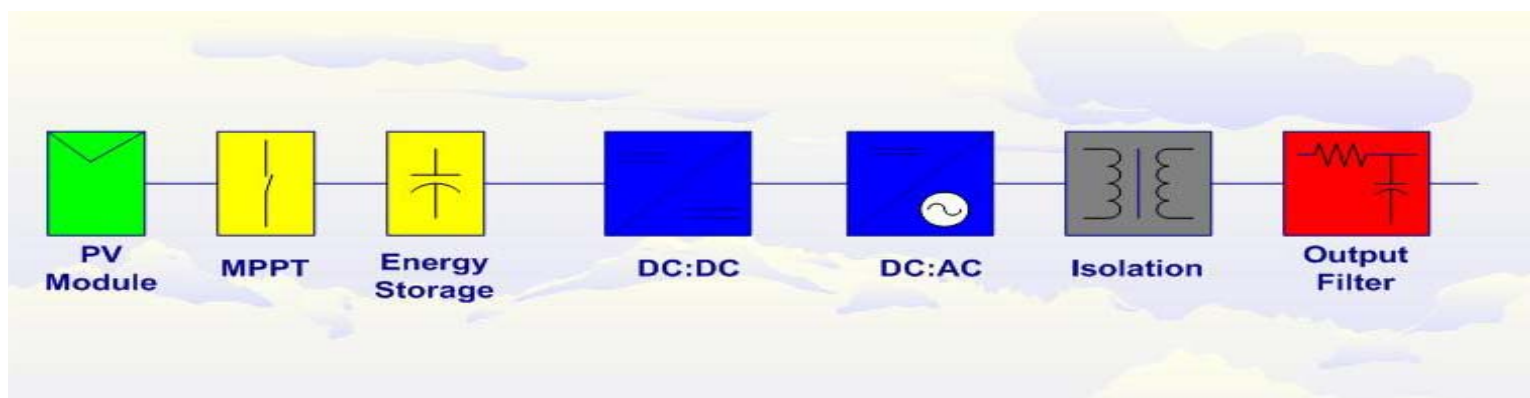 PV
Module
MPPT
Energy
Storage
DC:DC
DC:AC
Isolation
Output
Filter